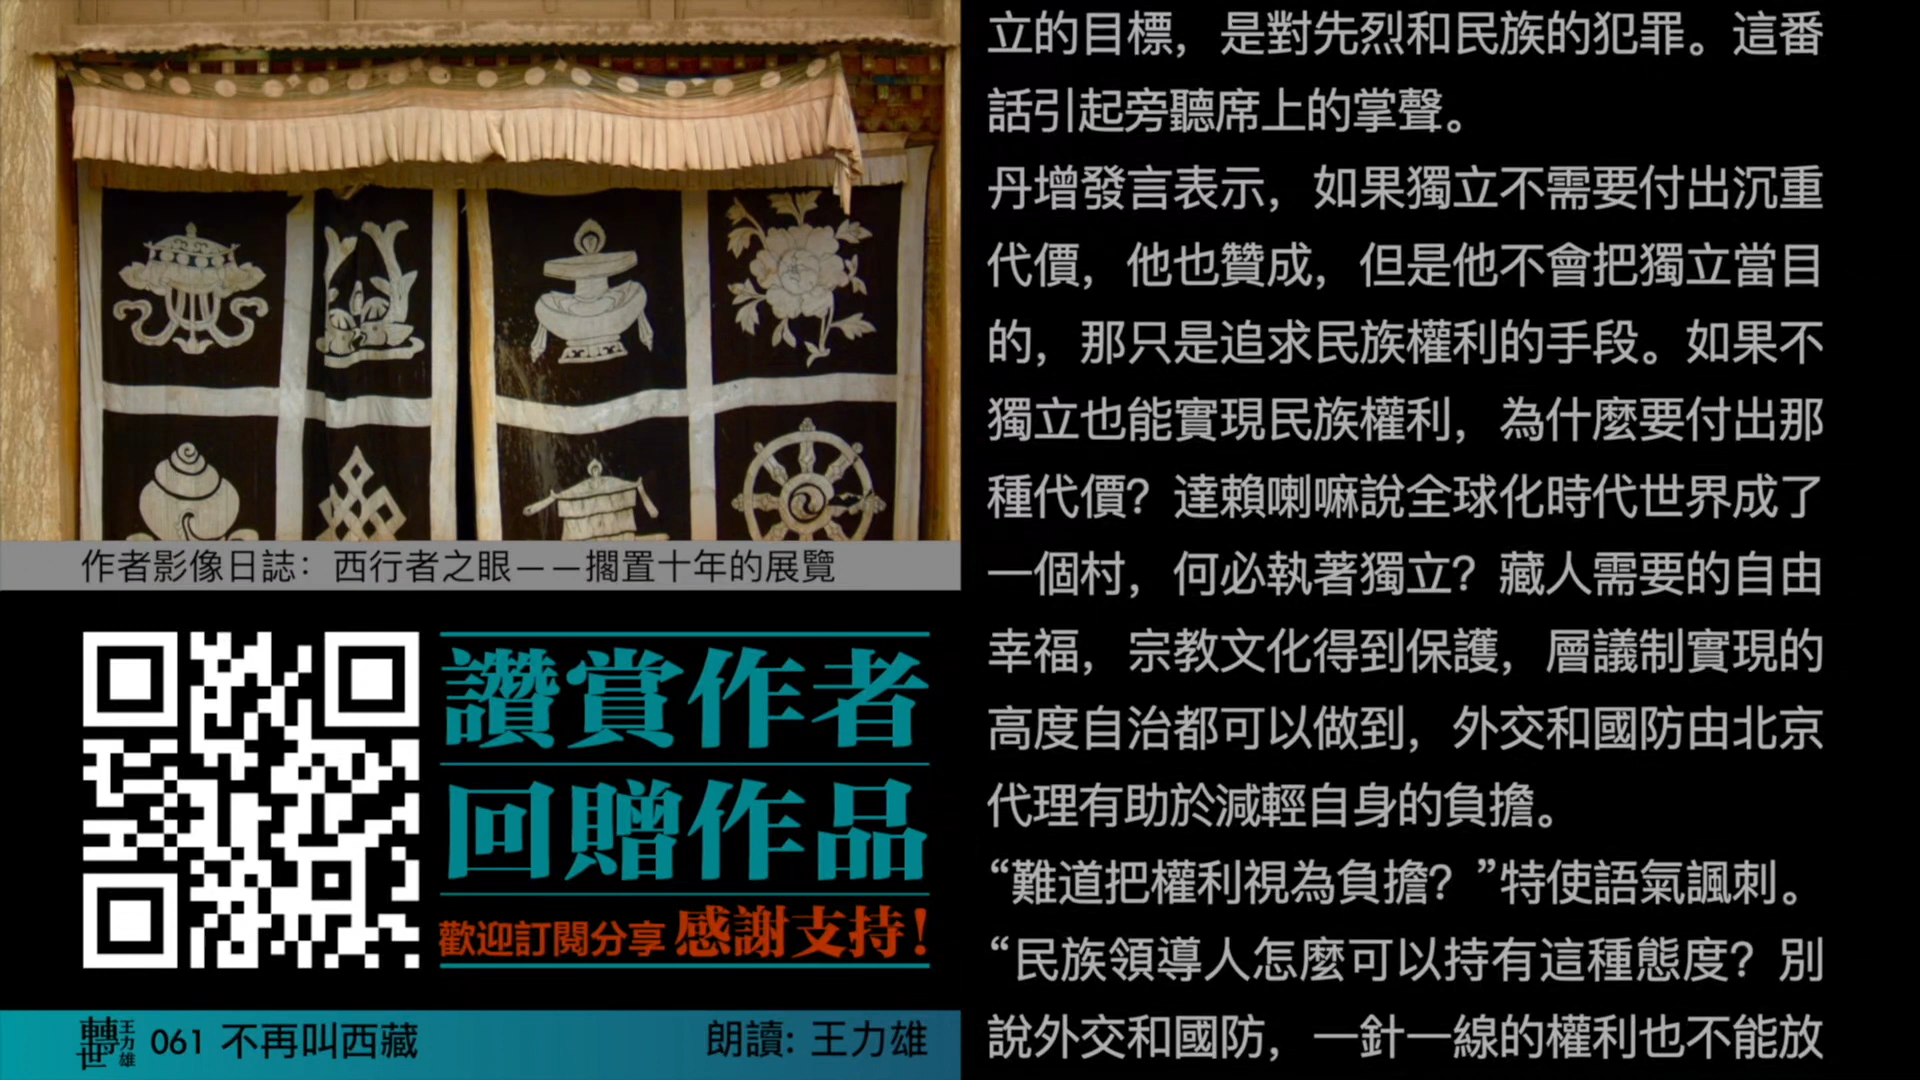 立的目標，是對先烈和民族的犯罪。這番
話引起旁聽席上的掌聲。
丹增發言表示，如果獨立不需要付出沉重
代價，他也贊成，但是他不會把獨立當目
的，那只是追求民族權利的手段。如果不
獨立也能實現民族權利，為什麼要付出那
種代價？達賴喇嘛說全球化時代世界成了
一個村，何必執著獨立？藏人需要的自由
幸福，宗教文化得到保護，層議制實現的
高度自治都可以做到，外交和國防由北京
代理有助於減輕自身的負擔。
“難道把權利視為負擔？”特使語氣諷刺。
“民族領導人怎麼可以持有這種態度？別
說外交和國防，一針一線的權利也不能放
作者影像日誌：西行者之眼——擱置十年的展覽
讚賞作者
回贈作品
歡迎訂閱分享 感謝支持！
轉世 王力雄 061 不再叫西藏
朗讀: 王力雄